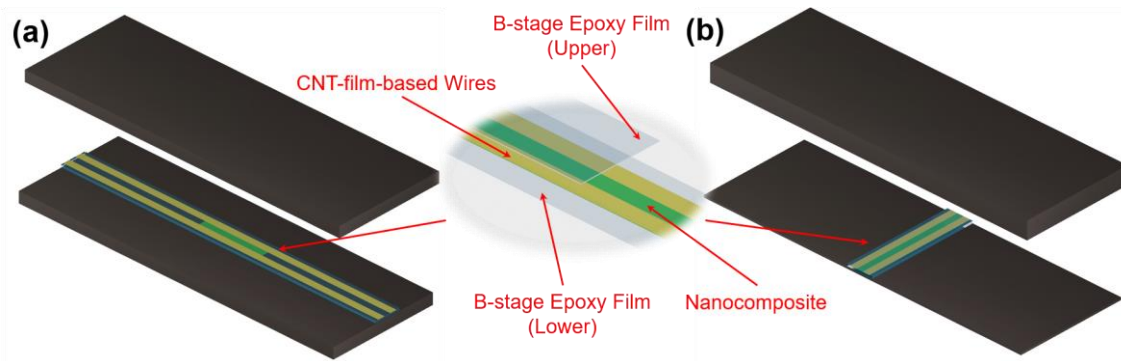 (a)
B-stage Epoxy Film
(Upper)
(b)
CNT-film-based Wires
B-stage Epoxy Film
(Lower)
Nanocomposite